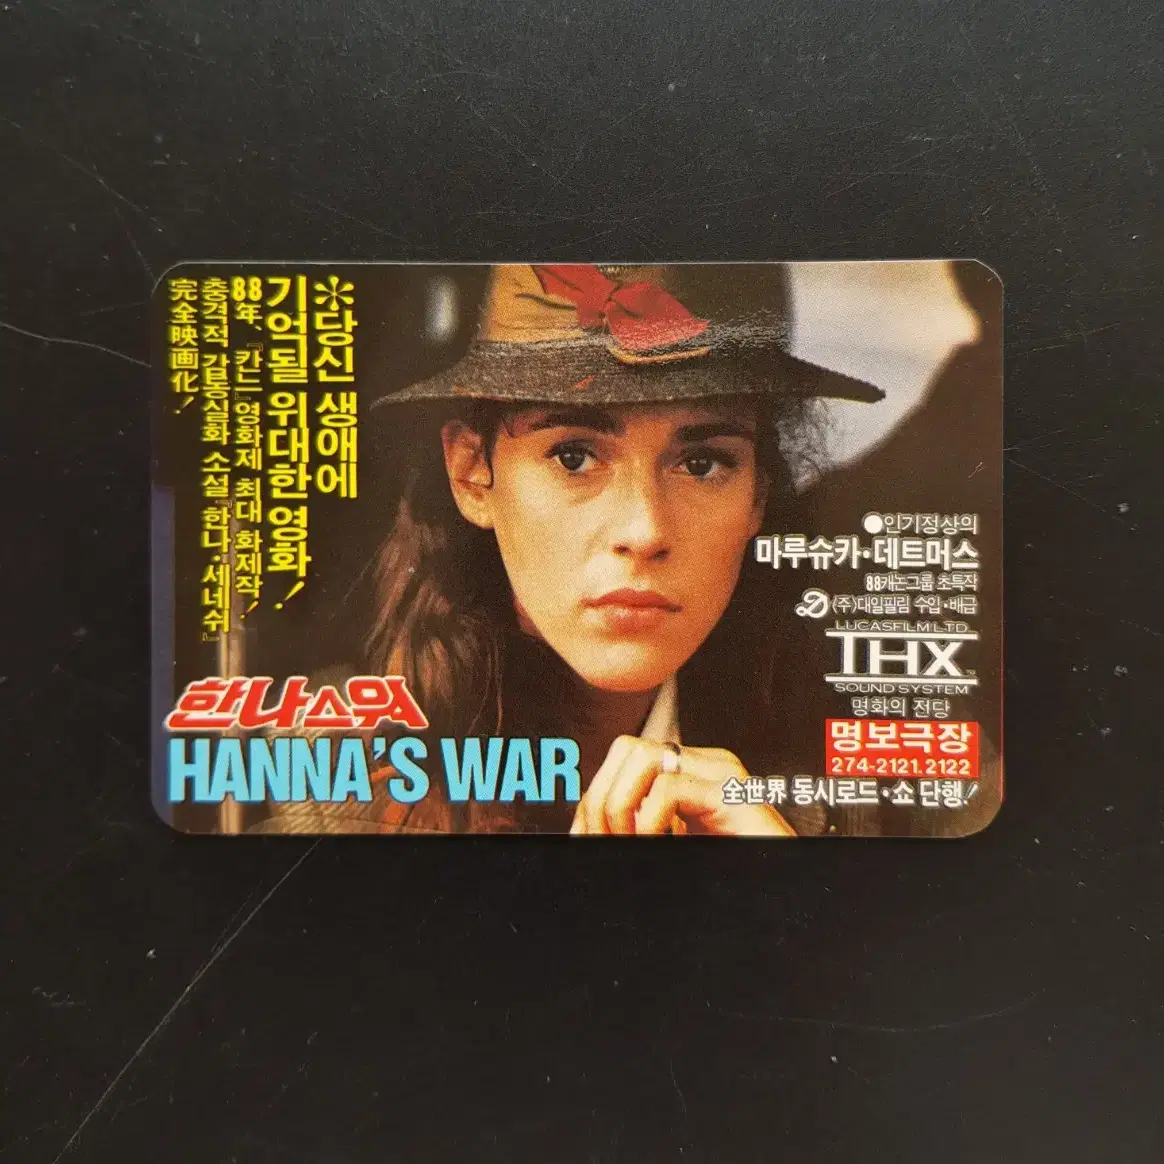 ※당신 생애에
기억될 위대한 영화!
88年, 『칸느』영화제 최대 화제작!
충격적 감동실화 소설『한나·세네쉬』
完全映画化!
●인기정상의
마루슈카·데트머스
88캐논그룹 초특작
(주)대일필림 수입·배급
LUCASFILM LTD
THX
SOUND SYSTEM
명화의 전당
명보극장
274-2121.2122
全世界 동시로드·쇼 단행!
한나스워
HANNA'S WAR